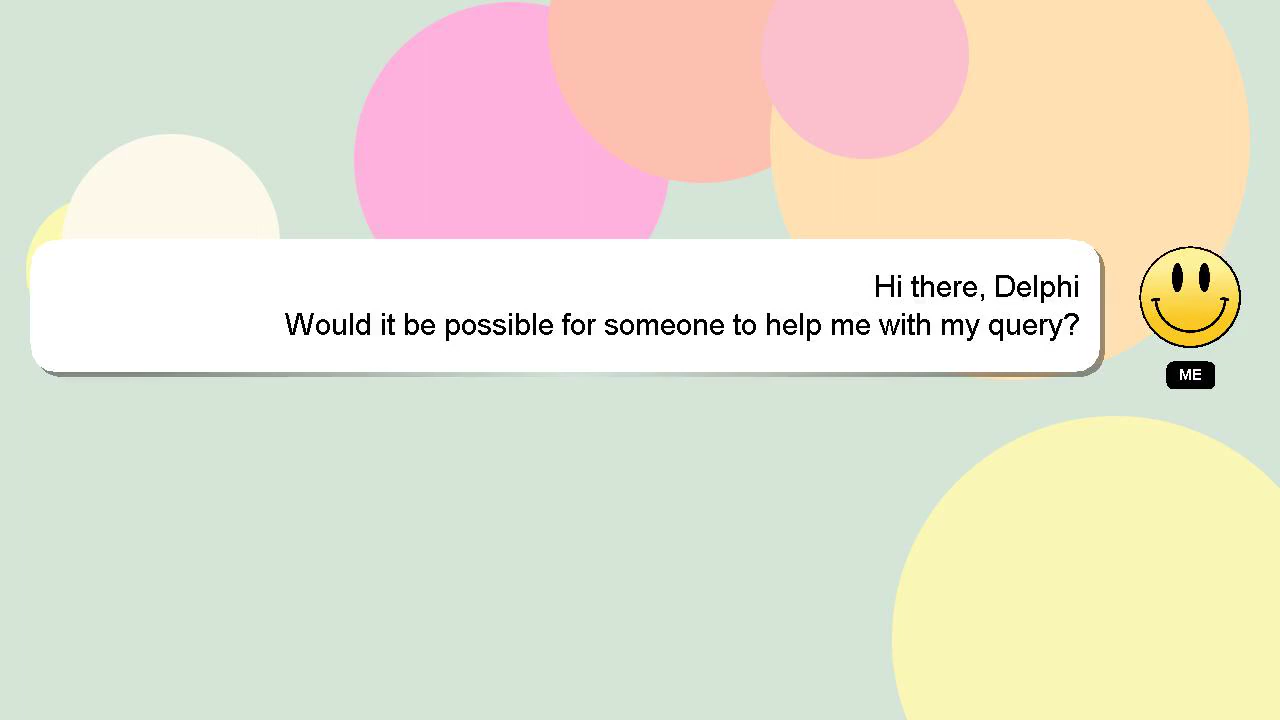 Hi there, Delphi
Would it be possible for someone to help me with my query?
ME